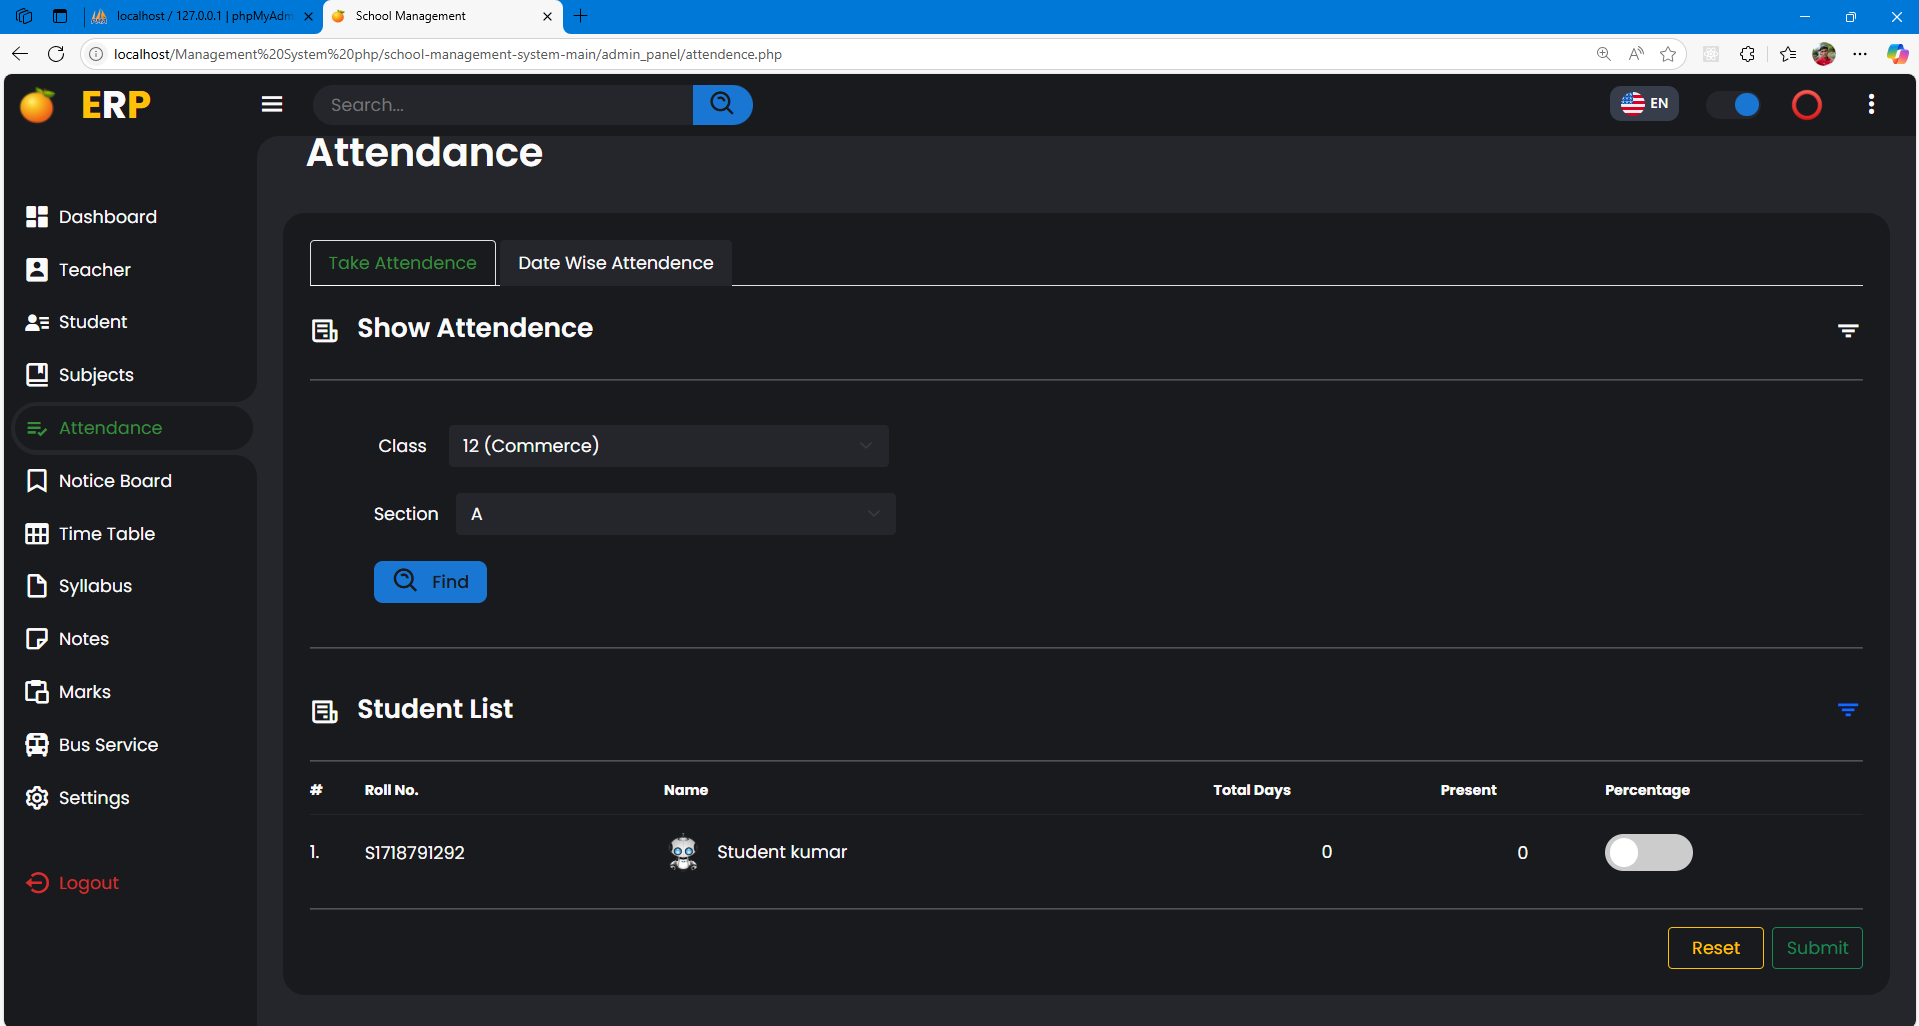 localhost / 127.0.0.1 | phpMyAdm
School Management
localhost/Management%20System%20php/school-management-system-main/admin_panel/attendence.php
ERP
Search...
EN
Attendance
Dashboard
Teacher
Student
Subjects
Attendance
Notice Board
Time Table
Syllabus
Notes
Marks
Bus Service
Settings
Logout
Take Attendence
Date Wise Attendence
Show Attendence
Class 12 (Commerce)
Section A
Find
Student List
# Roll No. Name Total Days Present Percentage
1. S1718791292 Student kumar 0 0
Reset Submit